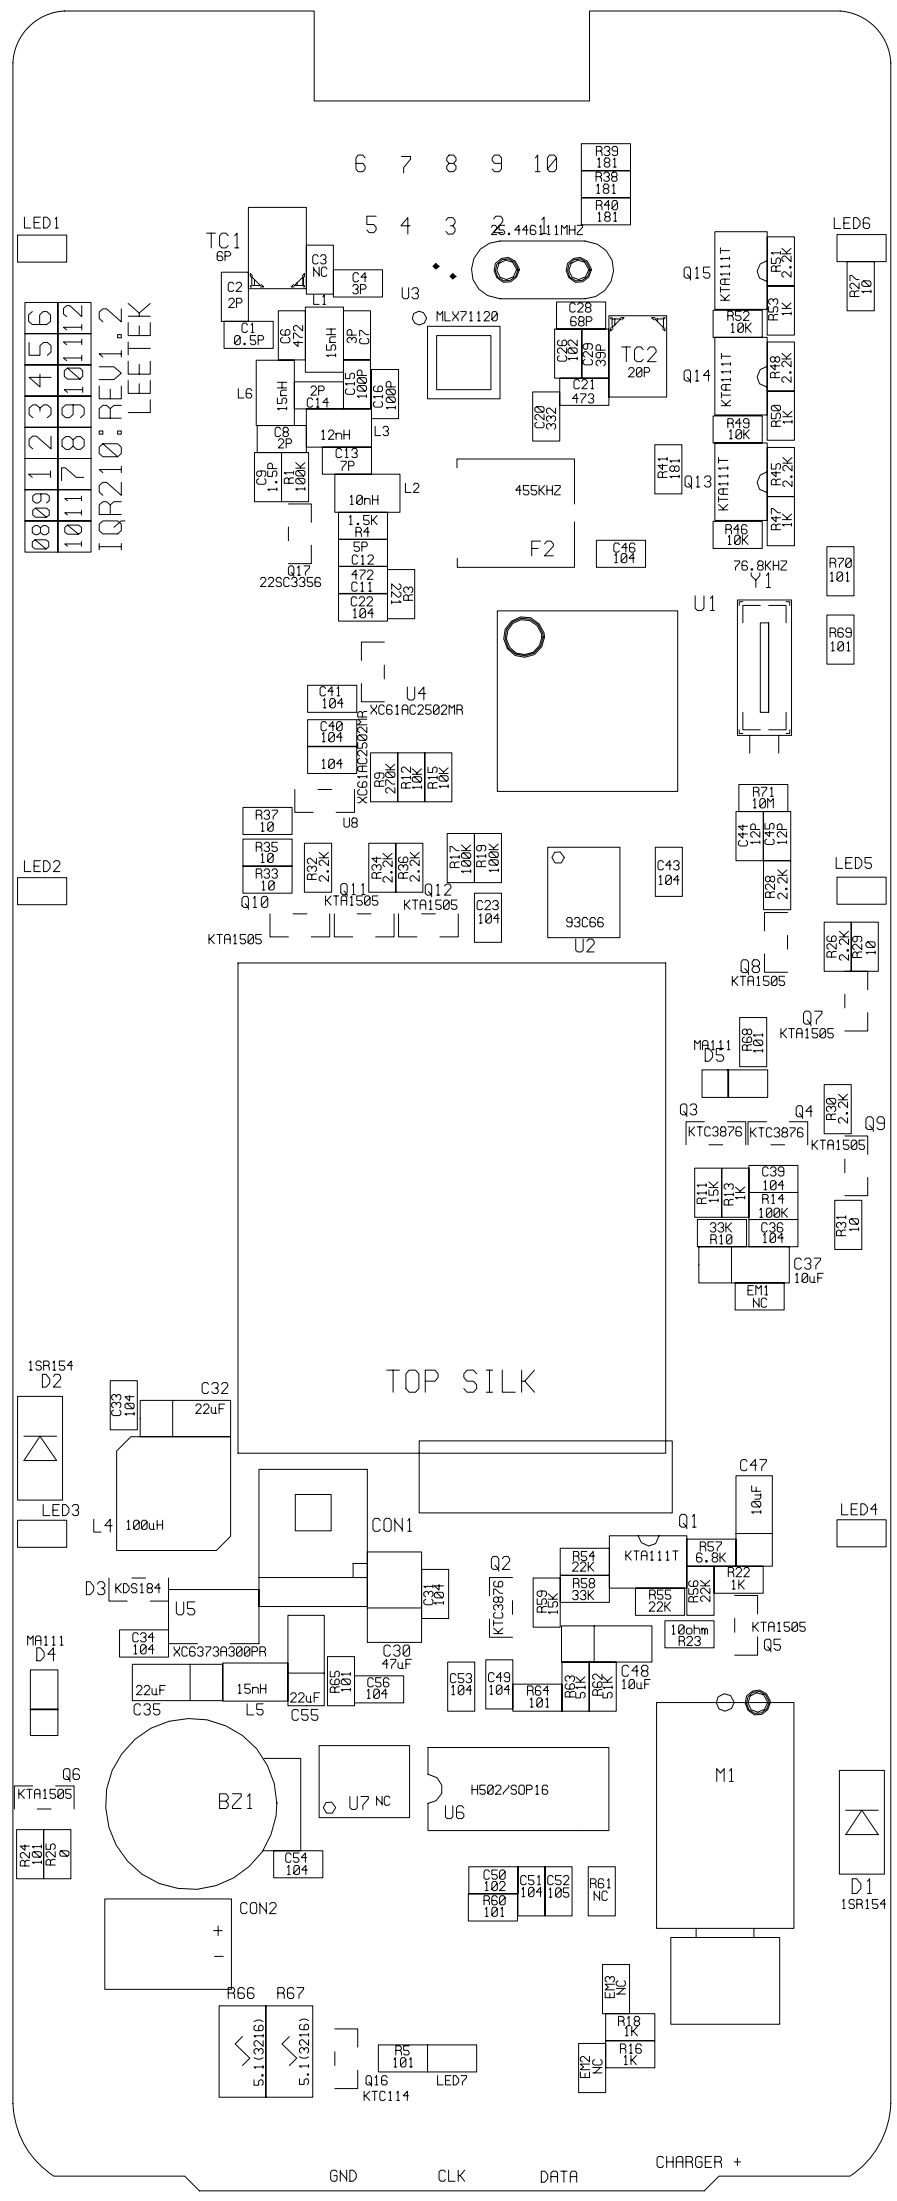 6 7 8 9 10
R39
181
R38
181
R40
181
5 4 3 2 1
25.446111MHZ
LED1
TC1
6P
C3
NC
C4
3P
C2
2P
C1
0.5P
L1
U3
LED6
R27
10
Q15
KTA111T
R51
2.2K
R53
1K
R52
10K
C6
472
15nH
3P
C7
MLX71120
C28
68P
C26
102
C29
39P
TC2
20P
Q14
KTA111T
R48
2.2K
R50
1K
R49
10K
L6
15nH
2P
C14
C15
100P
C16
100P
C21
473
C20
332
C8
2P
12nH
L3
C13
7P
C9
1.5P
R1
100K
10nH
L2
R41
181
Q13
KTA111T
R45
2.2K
R47
1K
R46
10K
455KHZ
F2
C46
104
0809 1 2 3 4 5 6
1011 7 8 9 101112
IQR210:REV1.2
LEETEK
1.5K
R4
5P
C12
Q17
22SC3356
472
C11
C22
104
R3
221
76.8KHZ
Y1
R70
101
U1
R69
101
U4
XC61AC2502MR
C41
104
C40
104
104
XC61AC2502MR
R9
270K
R12
10K
R15
10K
U8
R71
10M
C44
12P
C45
12P
R37
10
R35
10
R33
10
R32
2.2K
R34
2.2K
R36
2.2K
R17
100K
R19
100K
LED2
Q10
Q11
KTA1505
Q12
KTA1505
KTA1505
C23
104
93C66
U2
C43
104
R28
2.2K
LED5
R26
2.2K
R29
10
Q8
KTA1505
Q7
KTA1505
MA111
D5
R68
101
Q3
KTC3876
Q4
KTC3876
R30
2.2K
Q9
KTA1505
R11
15K
R13
1K
C39
104
R14
100K
33K
R10
C36
104
R31
10
C37
10uF
EM1
NC
TOP SILK
1SR154
D2
C33
104
C32
22uF
LED3
L4
100uH
CON1
C47
10uF
LED4
Q1
KTA111T
R57
6.8K
R54
22K
R58
33K
R59
15K
R55
22K
R56
22K
R22
1K
Q2
KTC3876
D3
KDS184
U5
XC6373A300PR
C31
104
C30
47uF
C34
104
10ohm
R23
KTA1505
Q5
MA111
D4
22uF
C35
15nH
L5
22uF
C55
R65
101
C56
104
C53
104
C49
104
R64
101
R63
51K
R62
51K
C48
10uF
Q6
KTA1505
R24
101
R25
0
BZ1
U7
NC
H502/SOP16
U6
M1
C54
104
C50
102
R60
101
C51
104
C52
105
R61
NC
D1
1SR154
CON2
+
-
R66
5.1(3216)
R67
5.1(3216)
EM3
NC
R18
1K
R16
1K
EM2
NC
R5
101
LED7
Q16
KTC114
CHARGER +
GND CLK DATA